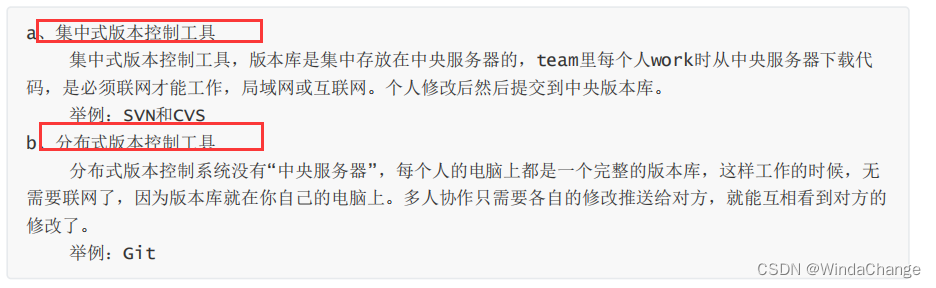 a、集中式版本控制工具
集中式版本控制工具，版本库是集中存放在中央服务器的，team里每个人work时从中央服务器下载代
码，是必须联网才能工作，局域网或互联网。个人修改后然后提交到中央版本库。
举例：SVN和CVS
b、分布式版本控制工具
分布式版本控制系统没有“中央服务器”，每个人的电脑上都是一个完整的版本库，这样工作的时候，无
需要联网了，因为版本库就在你自己的电脑上。多人协作只需要各自的修改推送给对方，就能互相看到对方的
修改了。
举例：Git
CSDN @WindaChange